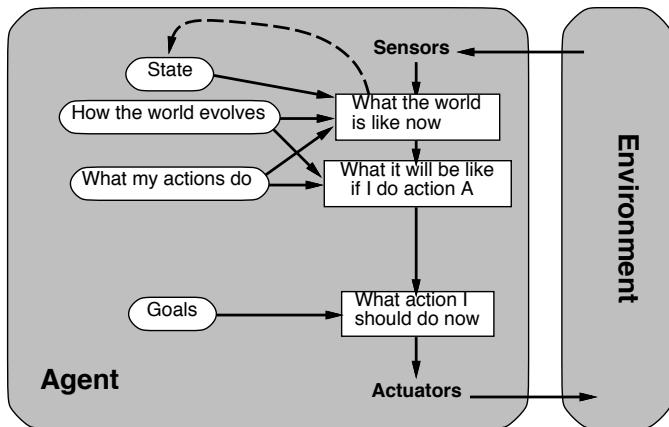 Sensors
State
What the world
is like now
How the world evolves
What it will be like
if I do action A
What my actions do
Environment
What action I
should do now
Goals
Agent
Actuators